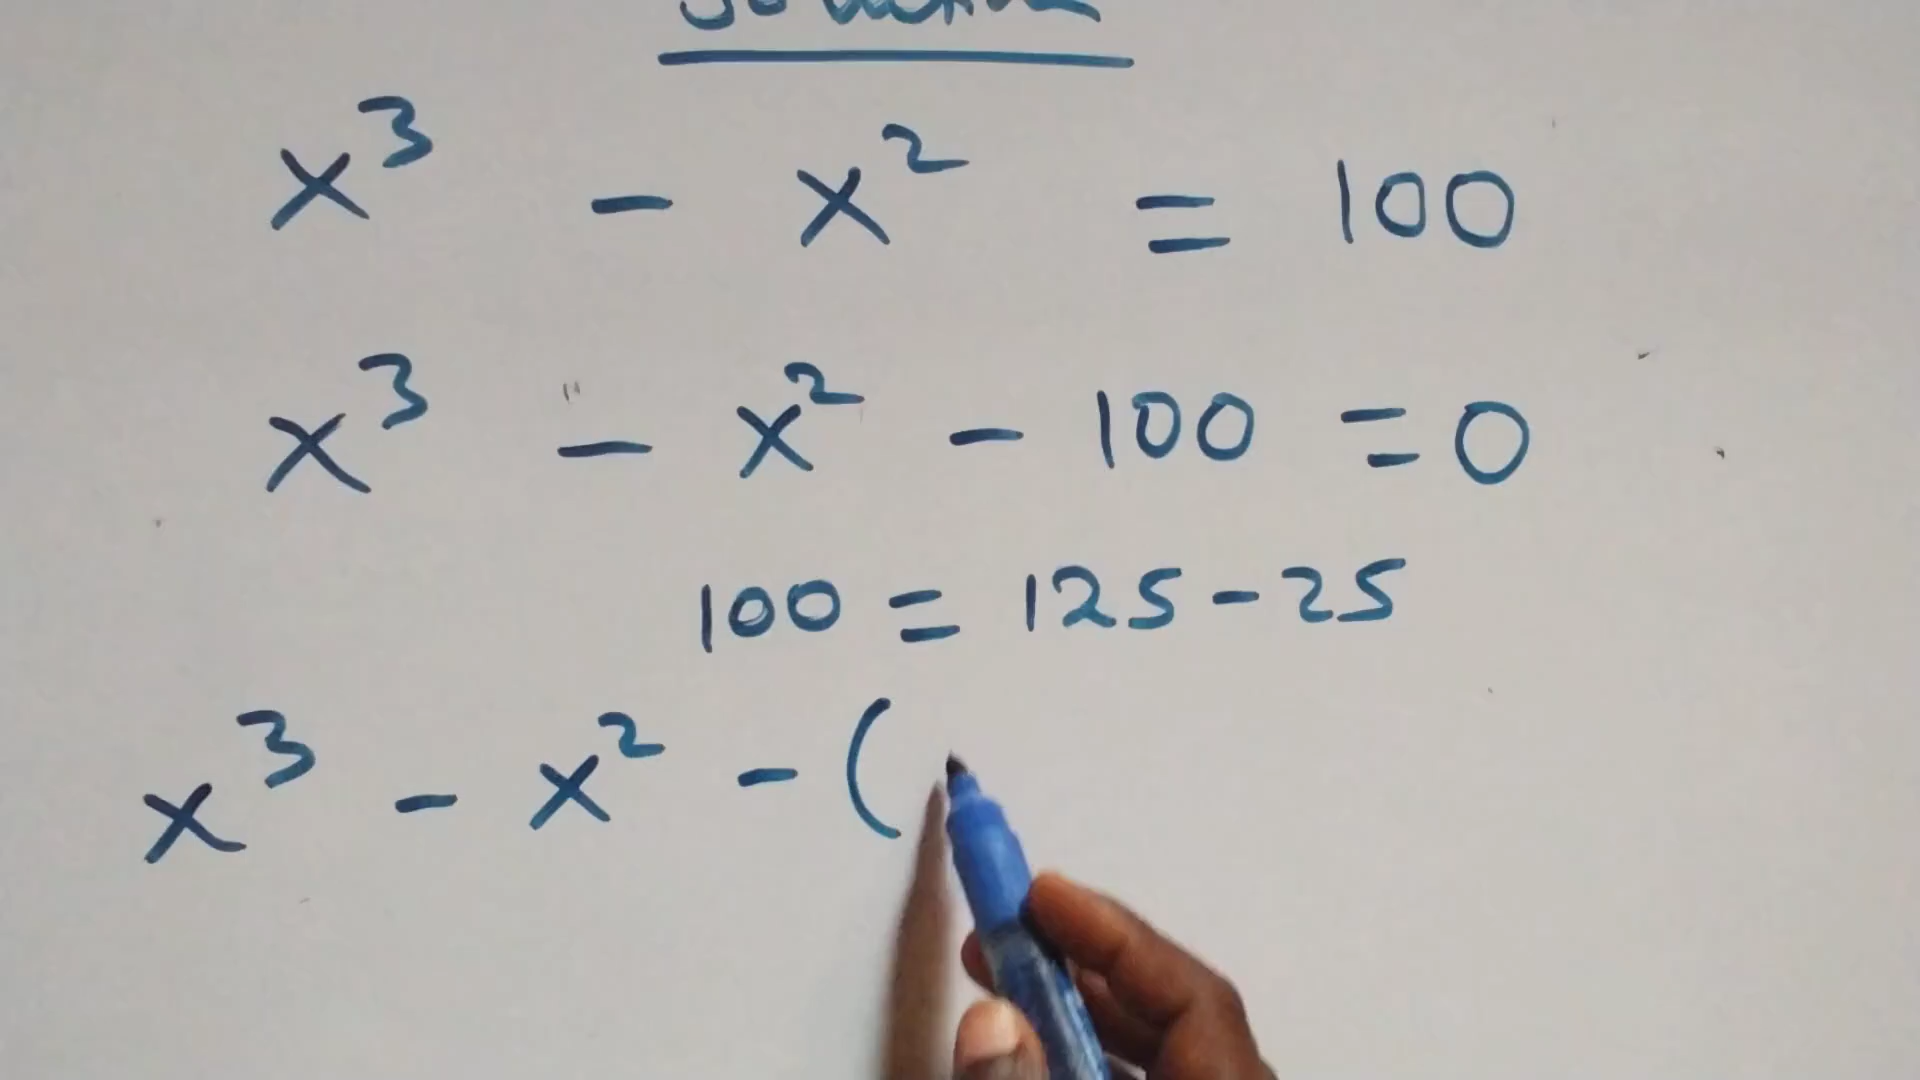 x³ - x² = 100
x³ - x² - 100 = 0
100 = 125 - 25
x³ - x² - (